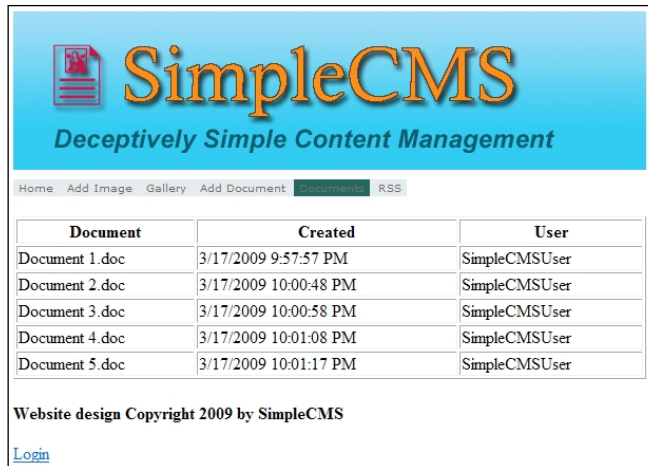 SimpleCMS
Deceptively Simple Content Management
Home Add Image Gallery Add Document Documents RSS
Document Created User
Document 1.doc 3/17/2009 9:57:57 PM SimpleCMSUser
Document 2.doc 3/17/2009 10:00:48 PM SimpleCMSUser
Document 3.doc 3/17/2009 10:00:58 PM SimpleCMSUser
Document 4.doc 3/17/2009 10:01:08 PM SimpleCMSUser
Document 5.doc 3/17/2009 10:01:17 PM SimpleCMSUser
Website design Copyright 2009 by SimpleCMS
Login